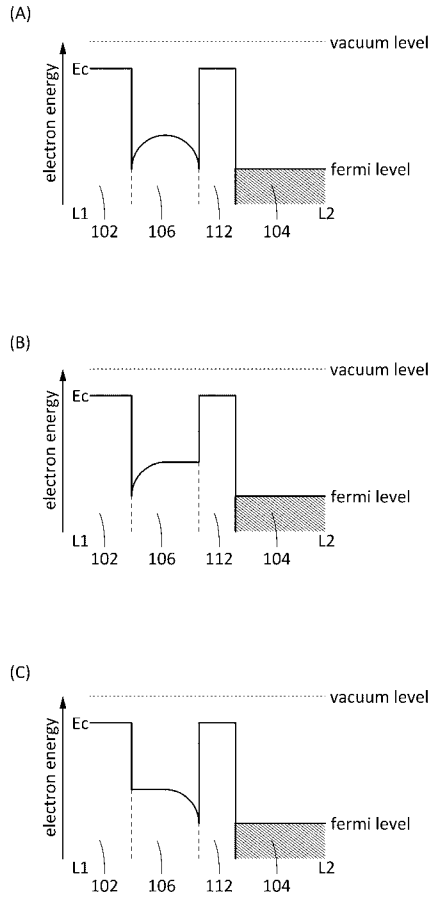 (A)
vacuum level
Ec
electron energy
fermi level
L1
L2
102 106 112 104
(B)
vacuum level
Ec
electron energy
fermi level
L1
L2
102 106 112 104
(C)
vacuum level
Ec
electron energy
fermi level
L1
L2
102 106 112 104